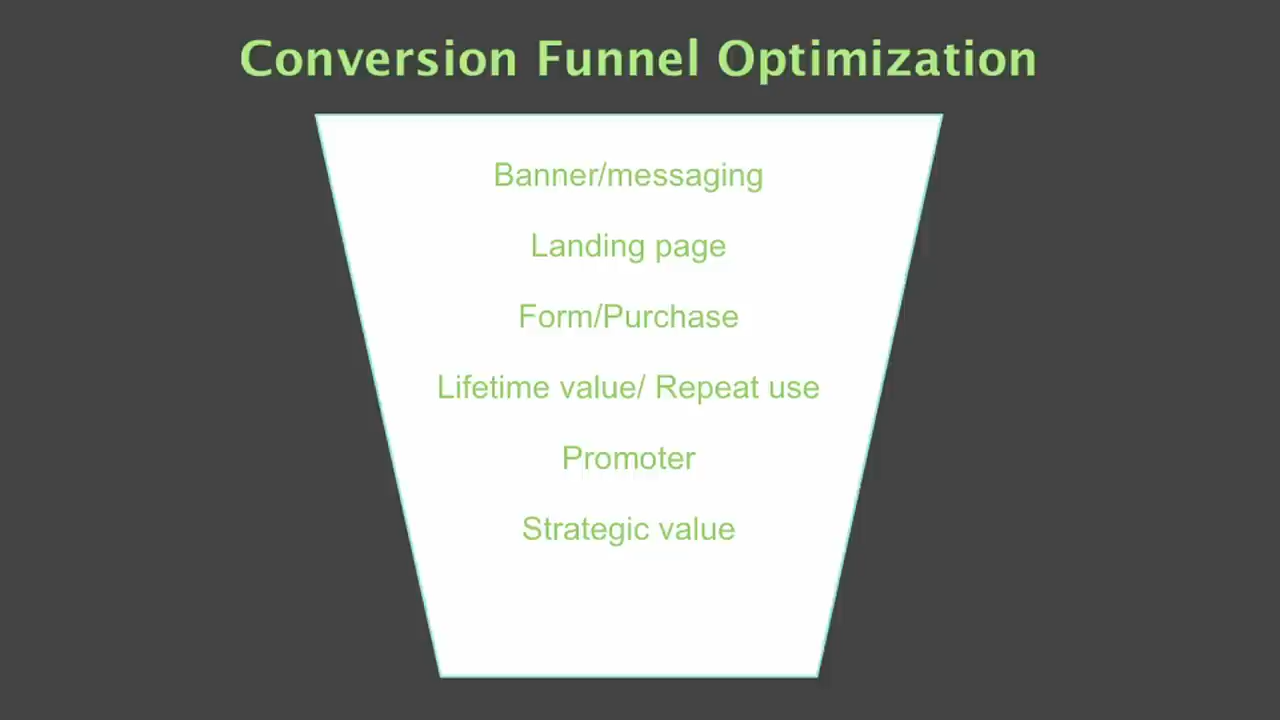 Conversion Funnel Optimization
Banner/messaging
Landing page
Form/Purchase
Lifetime value/ Repeat use
Promoter
Strategic value